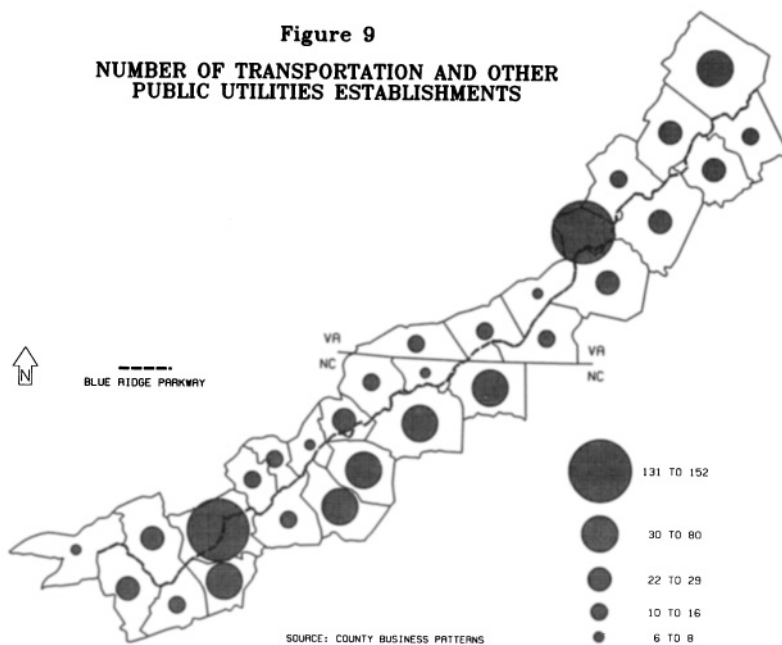 Figure 9
NUMBER OF TRANSPORTATION AND OTHER
PUBLIC UTILITIES ESTABLISHMENTS
VA
NC
VA
NC
N
BLUE RIDGE PARKWAY
131 TO 152
30 TO 80
22 TO 29
10 TO 16
6 TO 8
SOURCE: COUNTY BUSINESS PATTERNS